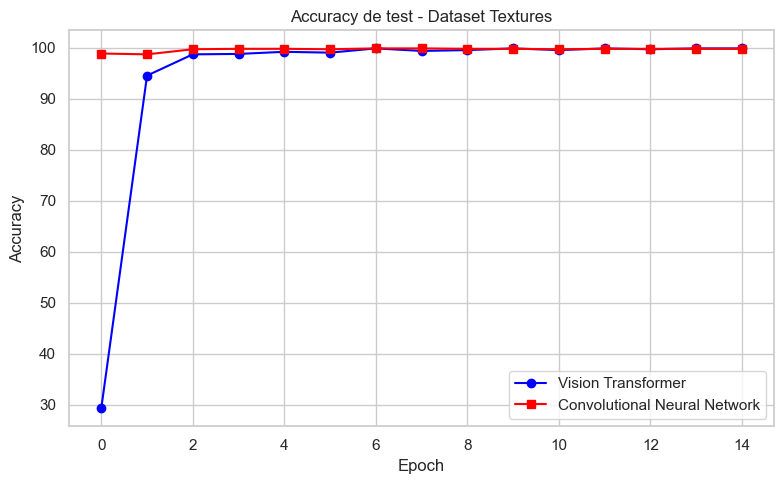 Accuracy de test - Dataset Textures
100
90
80
70
60
50
40
30
Accuracy
0 2 4 6 8 10 12 14
Epoch
Vision Transformer
Convolutional Neural Network